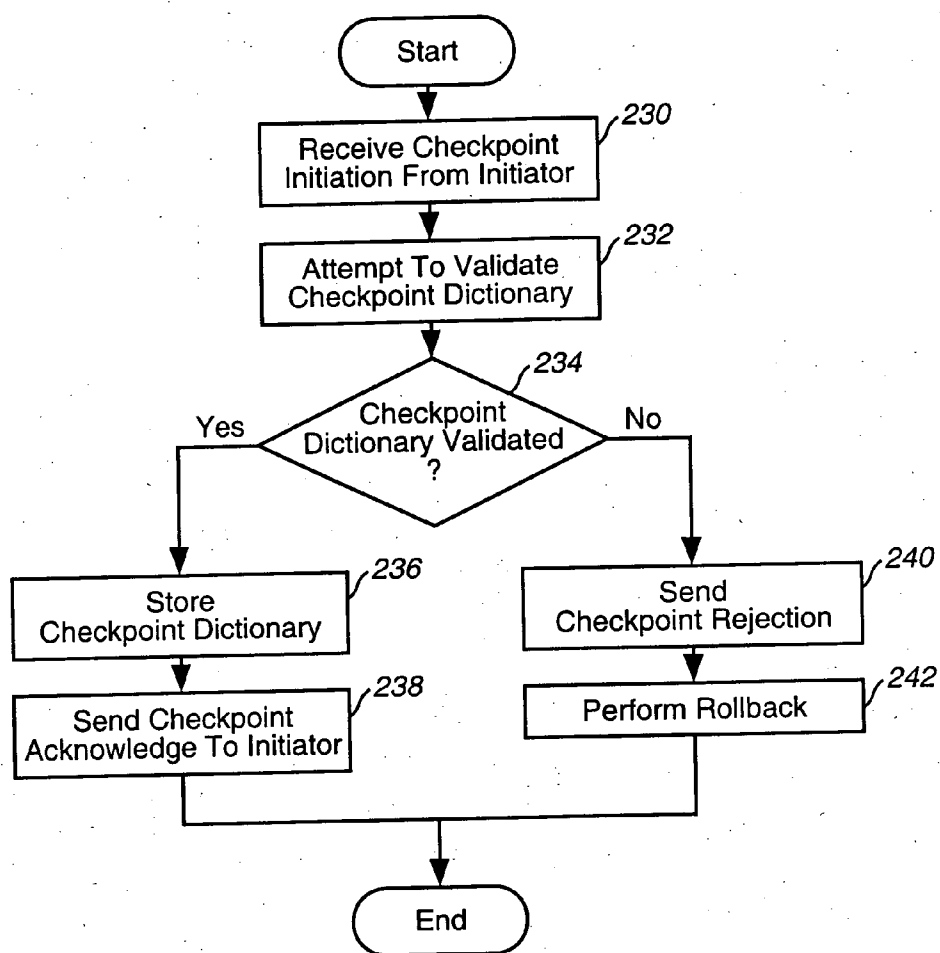 Start
230
Receive Checkpoint
Initiation From Initiator
232
Attempt To Validate
Checkpoint Dictionary
234
Checkpoint
Dictionary Validated
?
Yes
No
236
Store
Checkpoint Dictionary
240
Send
Checkpoint Rejection
238
Send Checkpoint
Acknowledge To Initiator
242
Perform Rollback
End